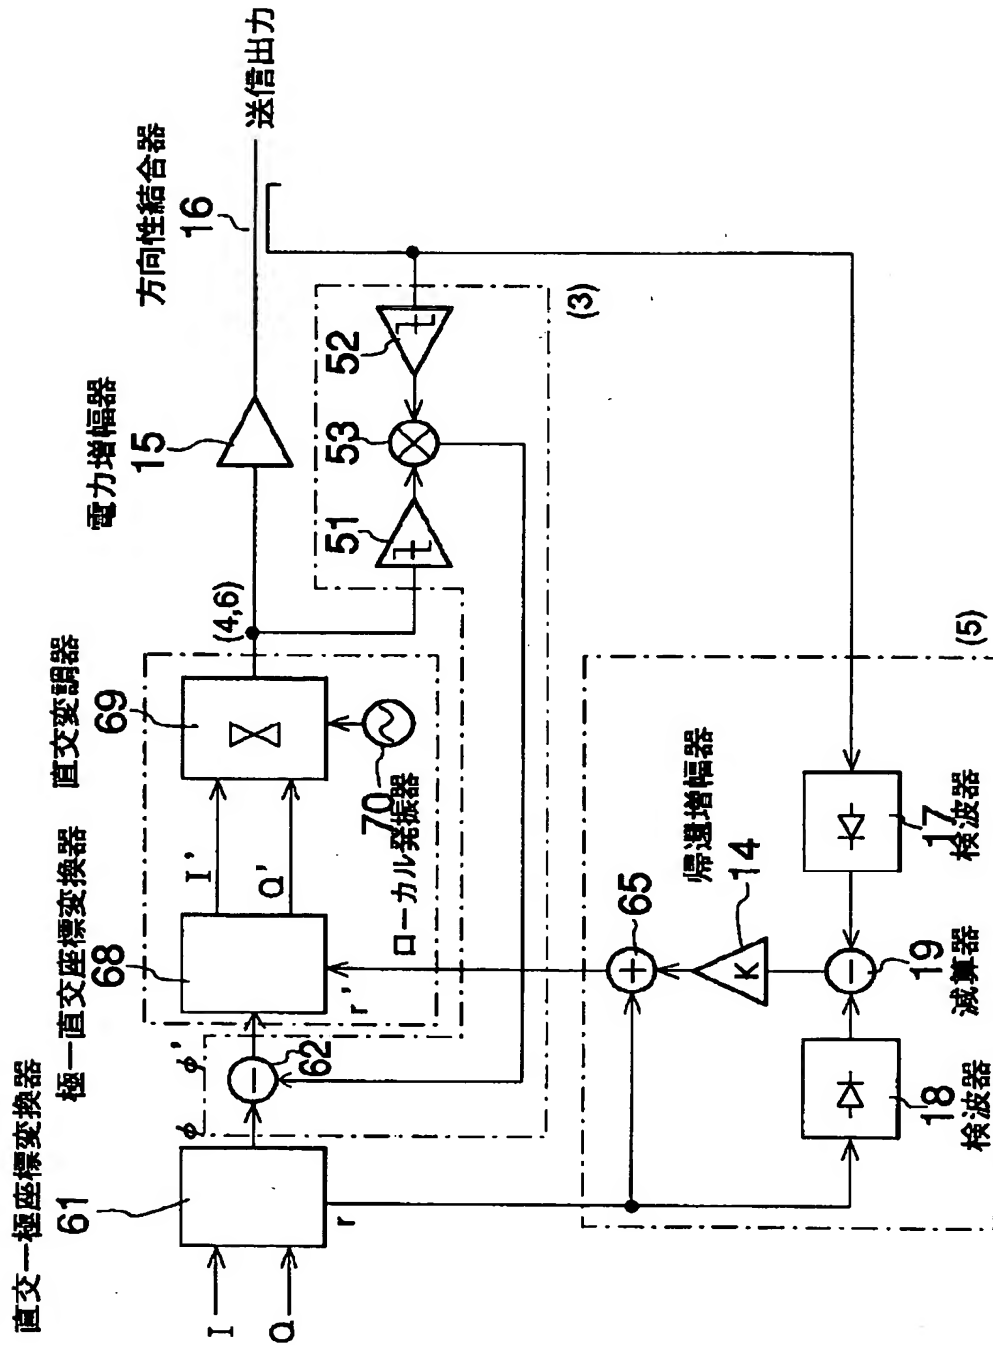 直交ー極座標変換器
61
I
Q
r
φ
φ'
62
極ー直交座標変換器
68
r'
I'
Q'
直交変調器
69
70
ローカル発振器
(4,6)
電力増幅器
15
方向性結合器
16
送信出力
51
53
52
(3)
65
帰還増幅器
14
K
18
検波器
19
減算器
17
検波器
(5)